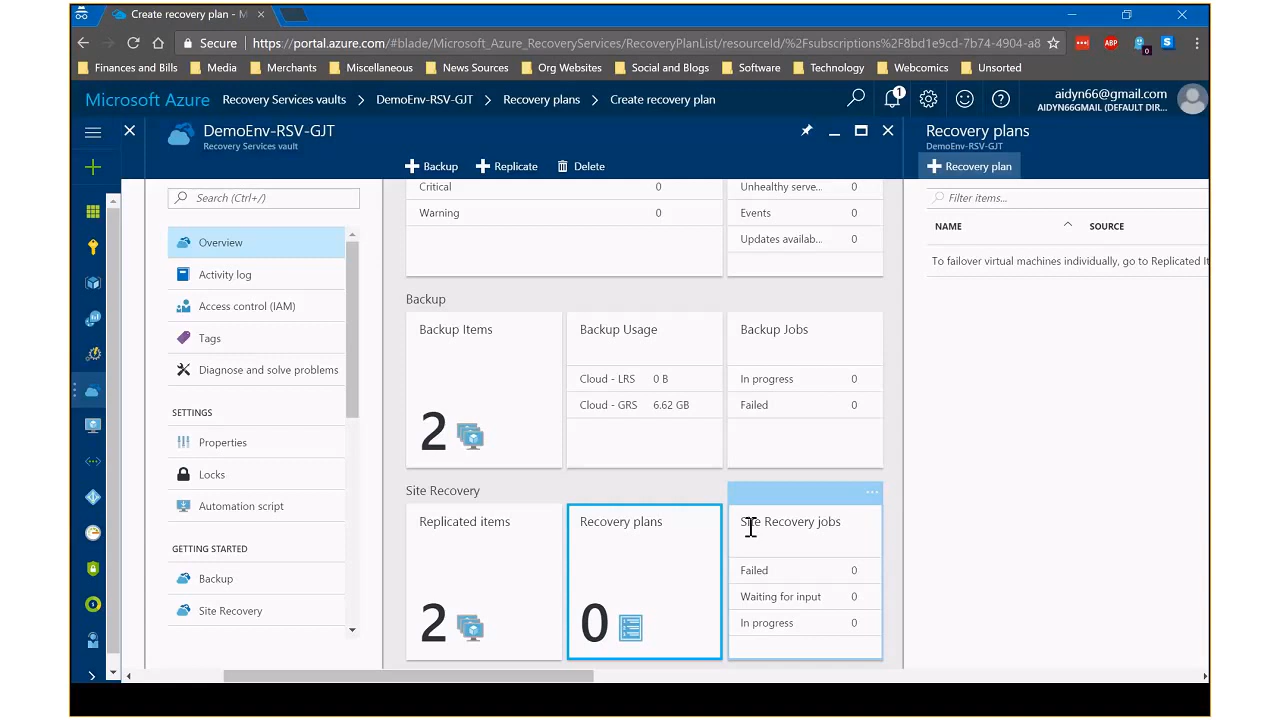 Create recovery plan - M
Secure
https://portal.azure.com/#blade/Microsoft_Azure_RecoveryServices/RecoveryPlanList/resourceId/%2Fsubscriptions%2F8bd1e9cd-7b74-4904-a8
ABP
0
S
Finances and Bills
Media
Merchants
Miscellaneous
News Sources
Org Websites
Social and Blogs
Software
Technology
Webcomics
Unsorted
Microsoft Azure
Recovery Services vaults
DemoEnv-RSV-GJT
Recovery plans
Create recovery plan
1
aidyn66@gmail.com
AIDYN66GMAIL (DEFAULT DIR...
DemoEnv-RSV-GJT
Recovery Services vault
Backup
Replicate
Delete
Search (Ctrl+/)
Overview
Activity log
Access control (IAM)
Tags
Diagnose and solve problems
SETTINGS
Properties
Locks
Automation script
GETTING STARTED
Backup
Site Recovery
Critical 0
Warning 0
Unhealthy serve... 0
Events 0
Updates availab... 0
Backup
Backup Items
2
Backup Usage
Cloud - LRS 0 B
Cloud - GRS 6.62 GB
Backup Jobs
In progress 0
Failed 0
Site Recovery
Replicated items
2
Recovery plans
0
Site Recovery jobs
Failed 0
Waiting for input 0
In progress 0
Recovery plans
DemoEnv-RSV-GJT
Recovery plan
Filter items...
NAME
SOURCE
To failover virtual machines individually, go to Replicated It